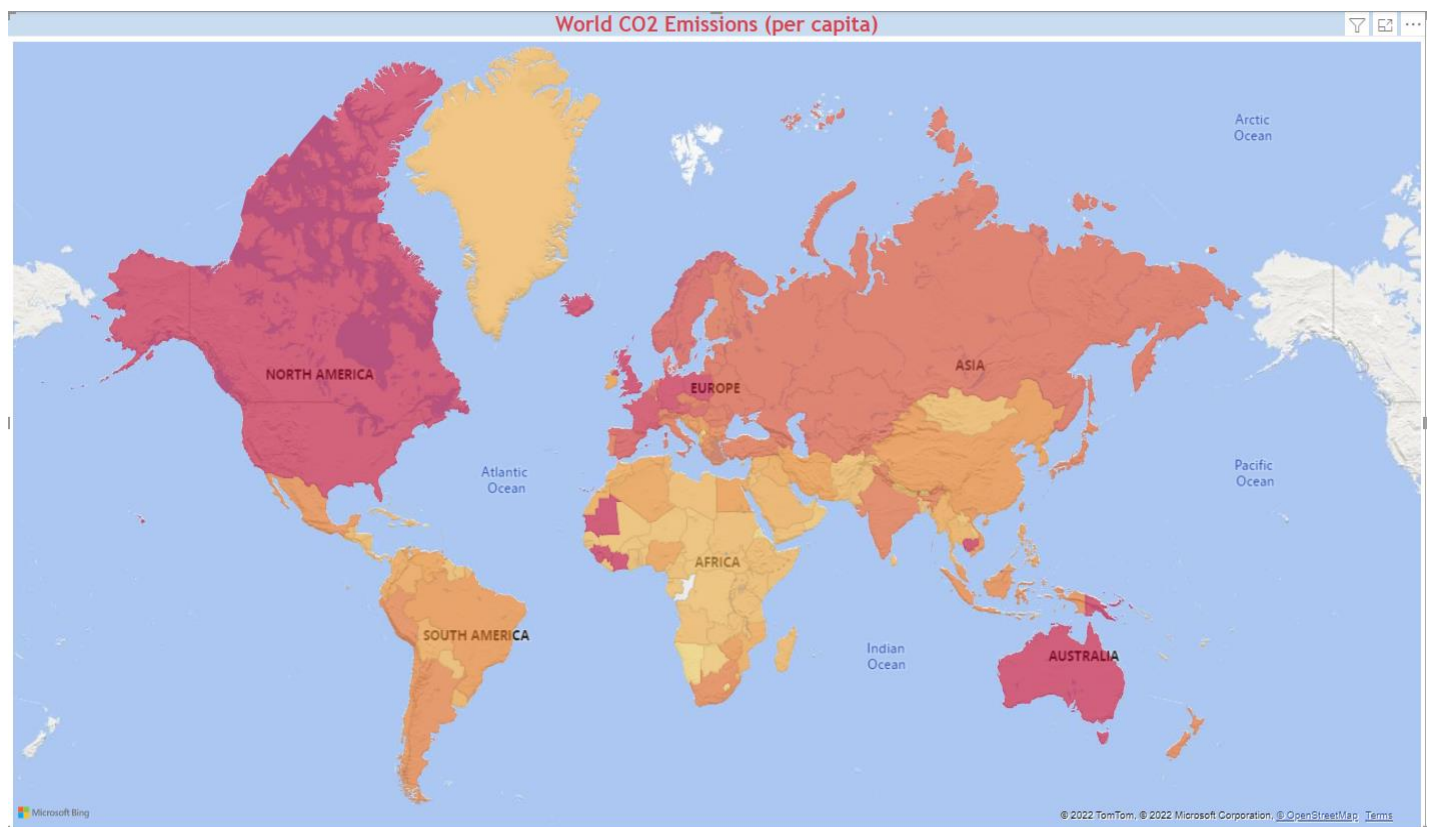 World CO2 Emissions (per capita)
Arctic
Ocean
NORTH AMERICA
ASIA
EUROPE
Atlantic
Ocean
Pacific
Ocean
AFRICA
SOUTH AMERICA
Indian
Ocean
AUSTRALIA
Microsoft Bing
© 2022 TomTom, © 2022 Microsoft Corporation, © OpenStreetMap Terms